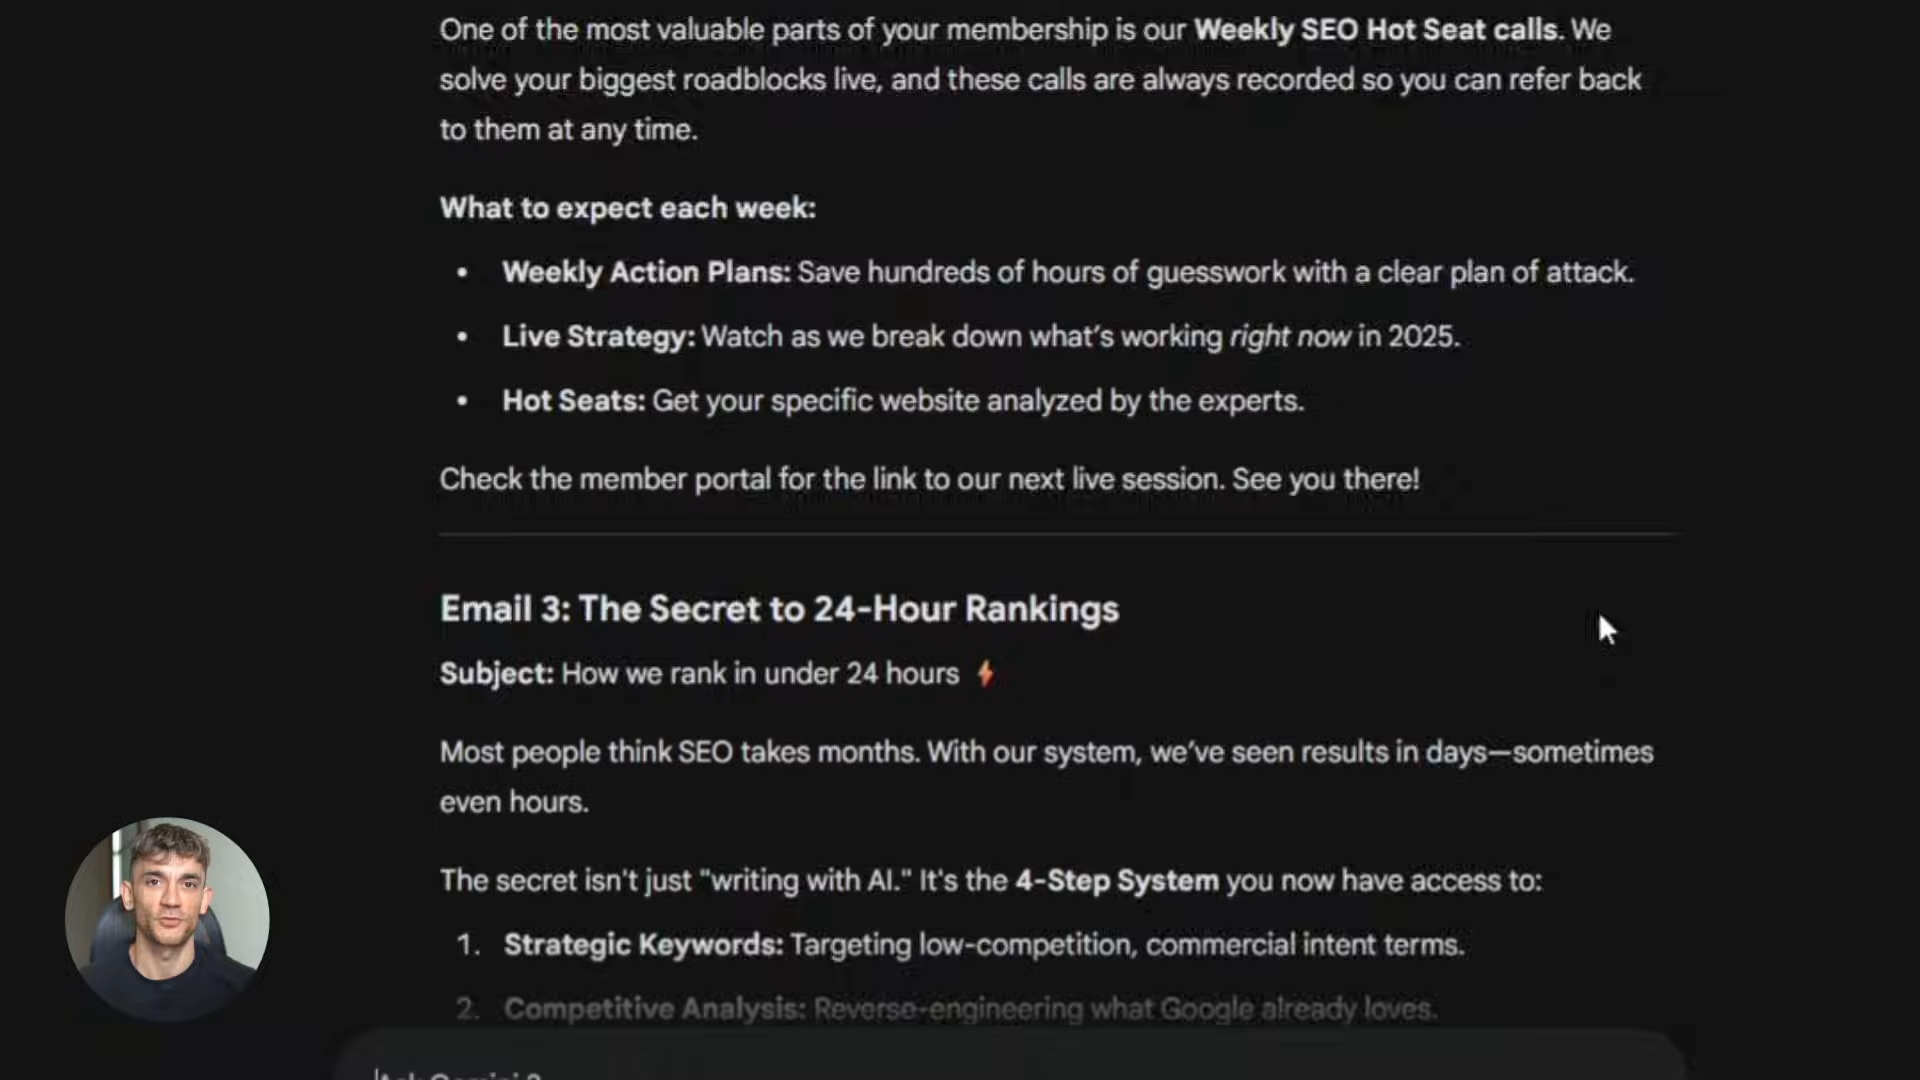 One of the most valuable parts of your membership is our Weekly SEO Hot Seat calls. We
solve your biggest roadblocks live, and these calls are always recorded so you can refer back
to them at any time.
What to expect each week:
• Weekly Action Plans: Save hundreds of hours of guesswork with a clear plan of attack.
• Live Strategy: Watch as we break down what's working right now in 2025.
• Hot Seats: Get your specific website analyzed by the experts.
Check the member portal for the link to our next live session. See you there!
Email 3: The Secret to 24-Hour Rankings
Subject: How we rank in under 24 hours ⚡
Most people think SEO takes months. With our system, we've seen results in days—sometimes
even hours.
The secret isn't just "writing with AI." It's the 4-Step System you now have access to:
1. Strategic Keywords: Targeting low-competition, commercial intent terms.
2. Competitive Analysis: Reverse-engineering what Google already loves.
Ask Gemini 3